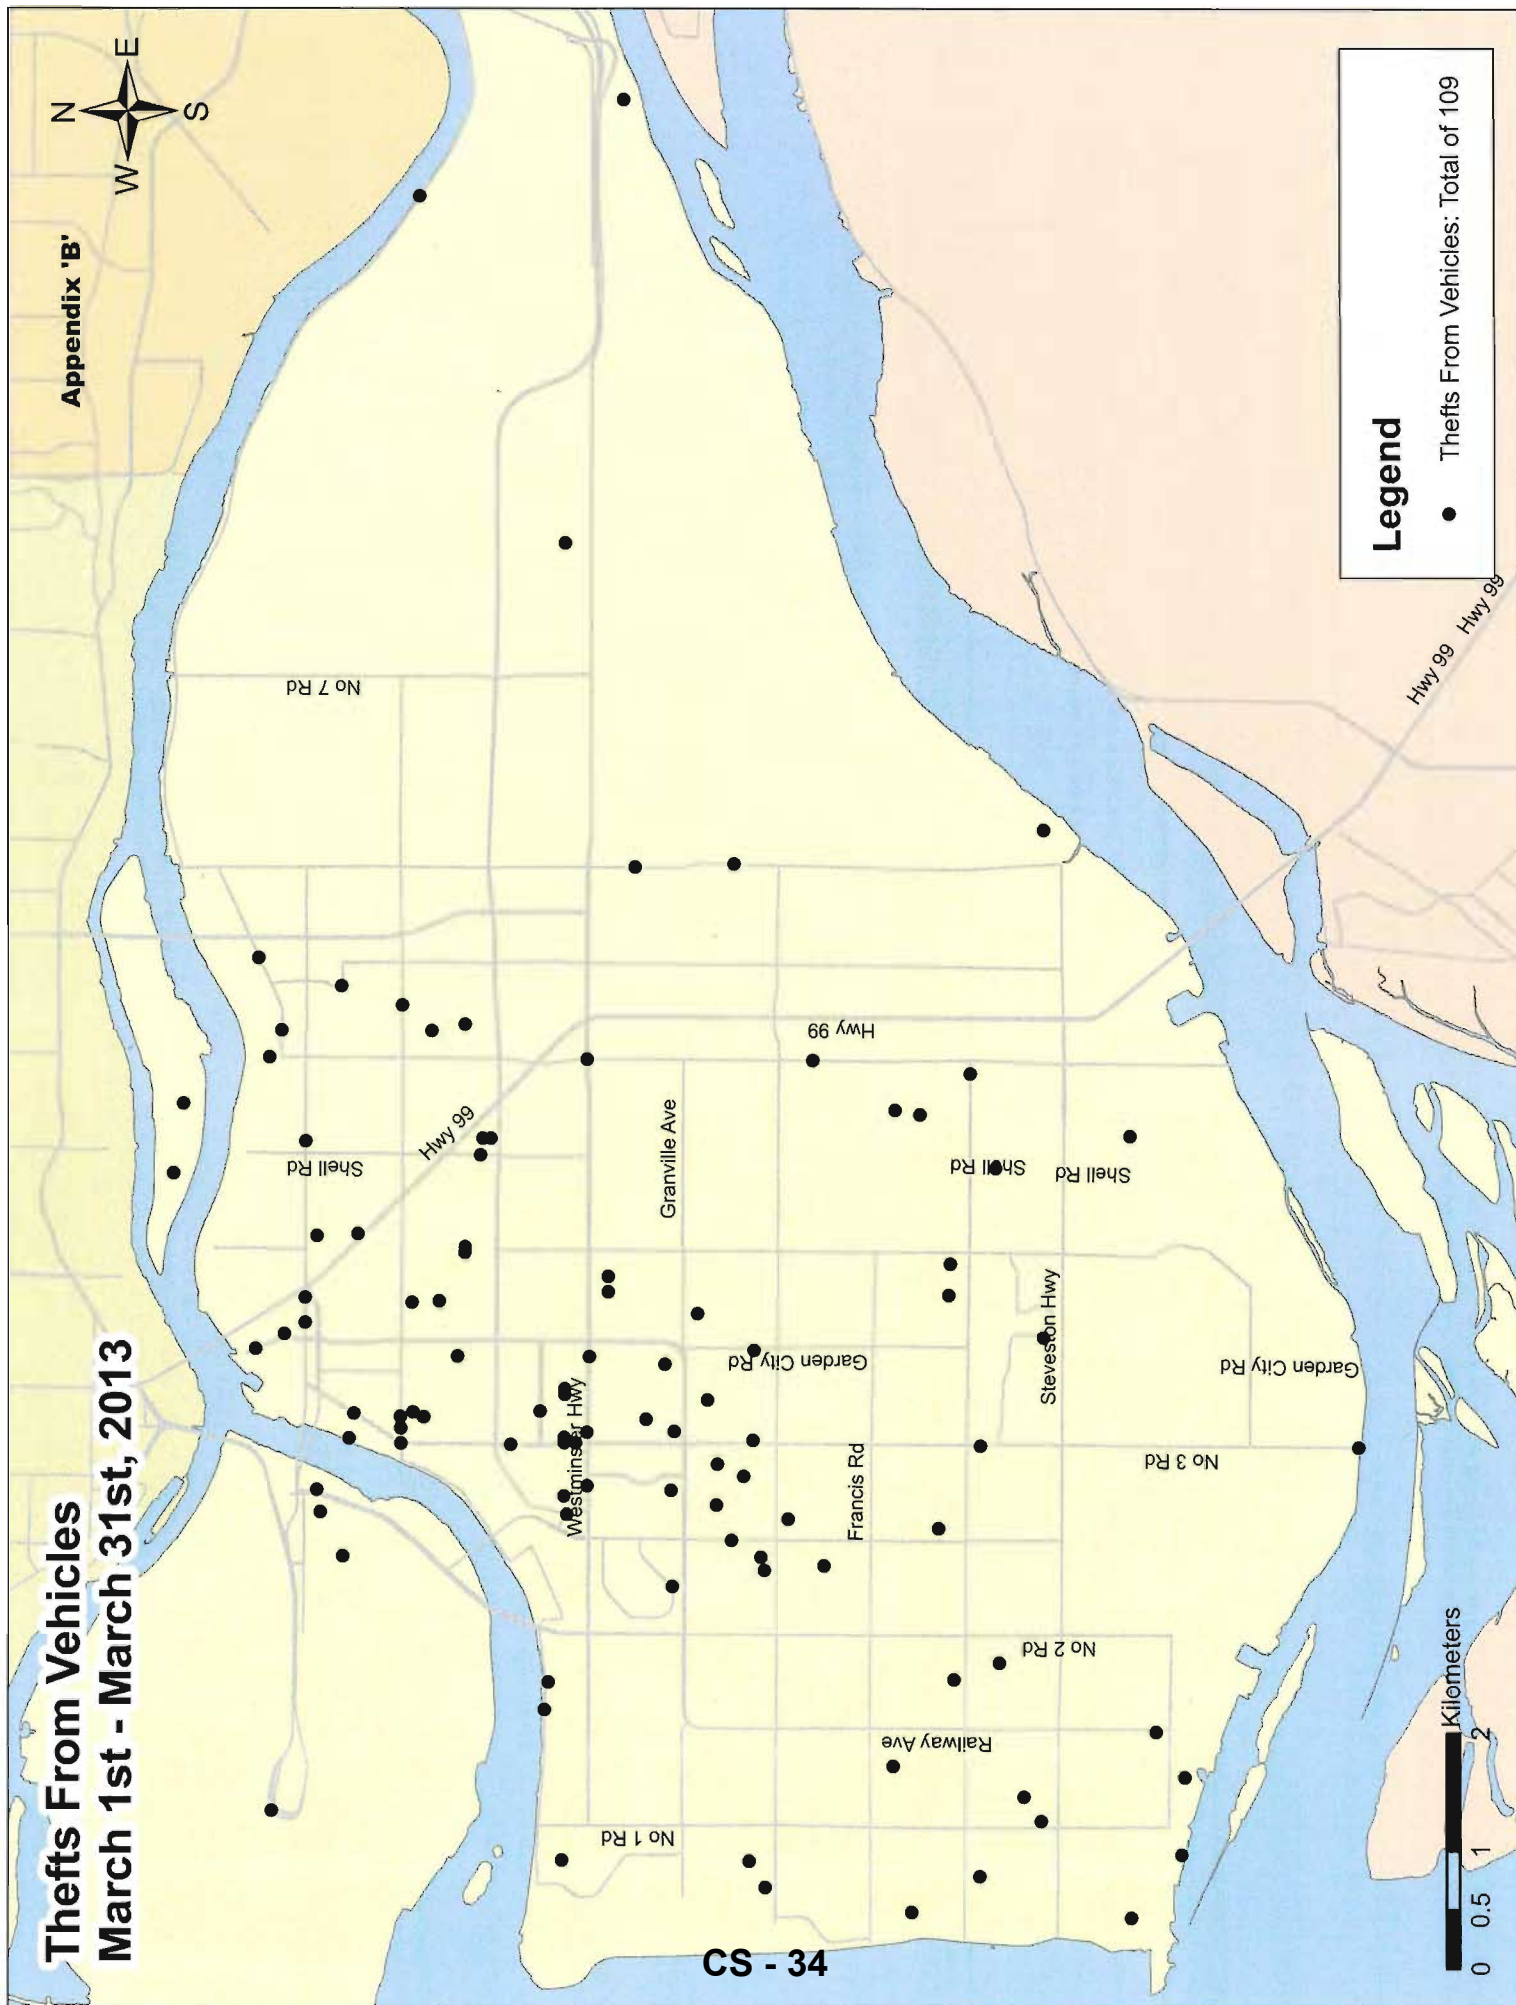 Thefts From Vehicles
March 1st - March 31st, 2013
Appendix 'B'
N
W
E
S
No 7 Rd
Hwy 99
Shell Rd
Granville Ave
Hwy 99
Westminster Hwy
Garden City Rd
No 1 Rd
Francis Rd
Railway Ave
No 2 Rd
Shell Rd
Shell Rd
Steveston Hwy
No 3 Rd
Garden City Rd
Hwy 99
Hwy 99
Legend
Thefts From Vehicles: Total of 109
Kilometers
0 0.5 1 2
CS - 34